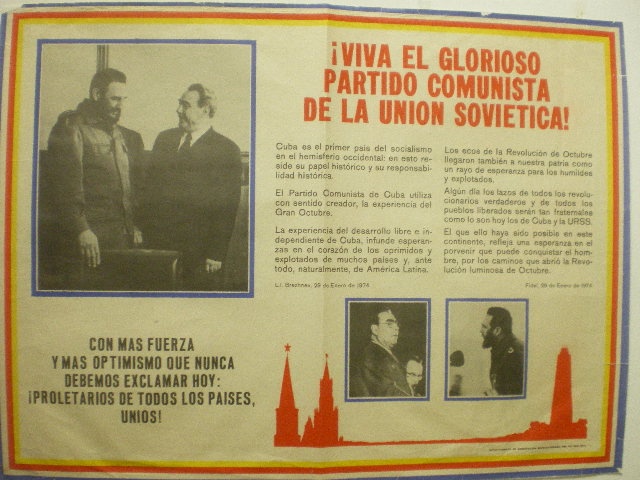 ¡VIVA EL GLORIOSO
PARTIDO COMUNISTA
DE LA UNION SOVIETICA!
Cuba es el primer país del socialismo
en el hemisferio occidental: en esto re-
side su papel histórico y su responsabi-
lidad histórica.
El Partido Comunista de Cuba utiliza
con sentido creador, la experiencia del
Gran Octubre.
La experiencia del desarrollo libre e in-
dependiente de Cuba, infunde esperan-
zas en el corazón de los oprimidos y
explotados de muchos países y, ante
todo, naturalmente, de América Latina.
L.I. Brezhnev, 29 de Enero de 1974
Los ecos de la Revolución de Octubre
llegaron también a nuestra patria como
un rayo de esperanza para los humildes
y explotados.
Algún día los lazos de todos los revolu-
cionarios verdaderos y de todos los
pueblos liberados serán tan fraternales
como lo son hoy los de Cuba y la URSS.
El que ello haya sido posible en este
continente, refleja una esperanza en el
porvenir que puede conquistar el hom-
bre, por los caminos que abrió la Revo-
lución luminosa de Octubre.
Fidel, 29 de Enero de 1974
CON MAS FUERZA
Y MAS OPTIMISMO QUE NUNCA
DEBEMOS EXCLAMAR HOY:
¡PROLETARIOS DE TODOS LOS PAISES,
UNIOS!